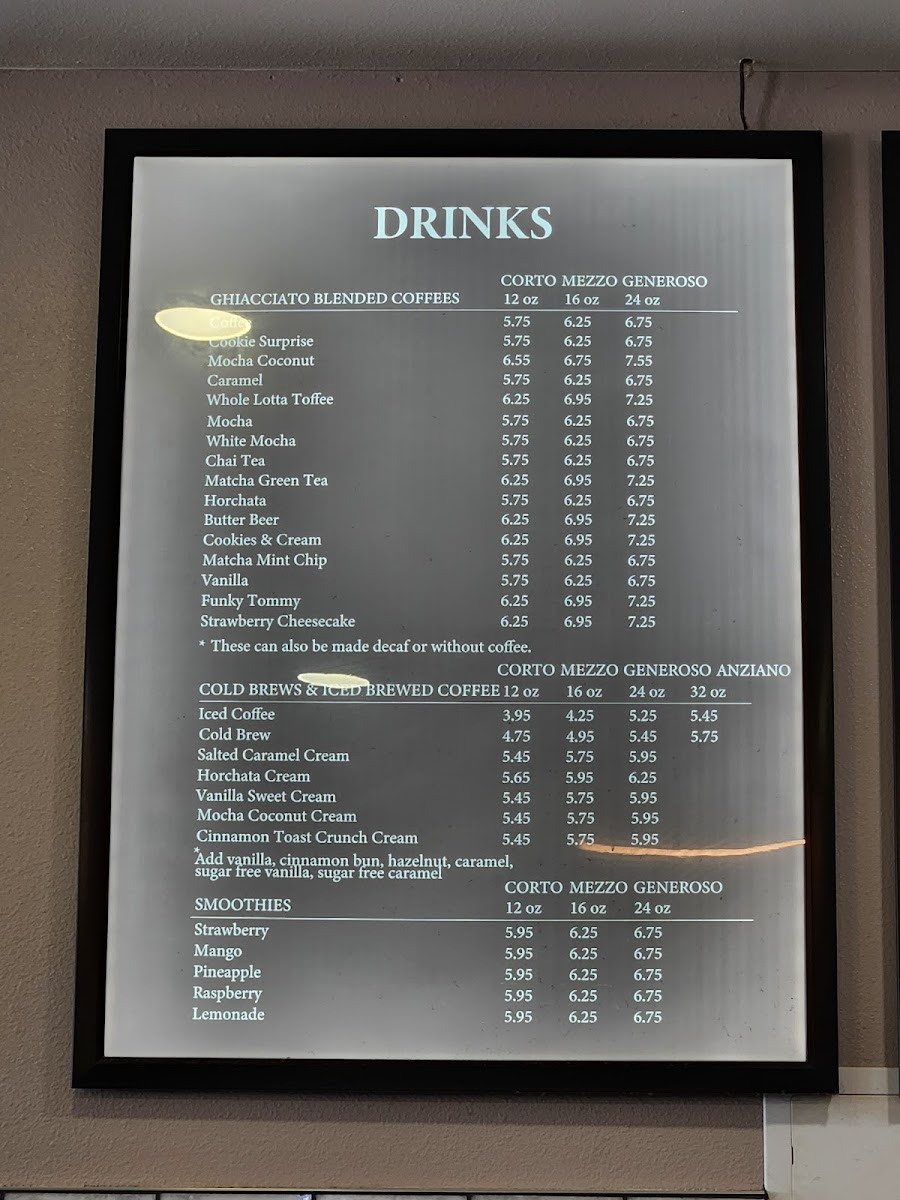 DRINKS
CORTO MEZZO GENEROSO
GHIACCIATO BLENDED COFFEES 12 oz 16 oz 24 oz
Coffee 5.75 6.25 6.75
Cookie Surprise 5.75 6.25 6.75
Mocha Coconut 6.55 6.75 7.55
Caramel 5.75 6.25 6.75
Whole Lotta Toffee 6.25 6.95 7.25
Mocha 5.75 6.25 6.75
White Mocha 5.75 6.25 6.75
Chai Tea 5.75 6.25 6.75
Matcha Green Tea 6.25 6.95 7.25
Horchata 5.75 6.25 6.75
Butter Beer 6.25 6.95 7.25
Cookies & Cream 6.25 6.95 7.25
Matcha Mint Chip 5.75 6.25 6.75
Vanilla 5.75 6.25 6.75
Funky Tommy 6.25 6.95 7.25
Strawberry Cheesecake 6.25 6.95 7.25
* These can also be made decaf or without coffee.
CORTO MEZZO GENEROSO ANZIANO
COLD BREWS & ICED BREWED COFFEE 12 oz 16 oz 24 oz 32 oz
Iced Coffee 3.95 4.25 5.25 5.45
Cold Brew 4.75 4.95 5.45 5.75
Salted Caramel Cream 5.45 5.75 5.95
Horchata Cream 5.65 5.95 6.25
Vanilla Sweet Cream 5.45 5.75 5.95
Mocha Coconut Cream 5.45 5.75 5.95
Cinnamon Toast Crunch Cream 5.45 5.75 5.95
* Add vanilla, cinnamon bun, hazelnut, caramel,
sugar free vanilla, sugar free caramel
CORTO MEZZO GENEROSO
SMOOTHIES 12 oz 16 oz 24 oz
Strawberry 5.95 6.25 6.75
Mango 5.95 6.25 6.75
Pineapple 5.95 6.25 6.75
Raspberry 5.95 6.25 6.75
Lemonade 5.95 6.25 6.75